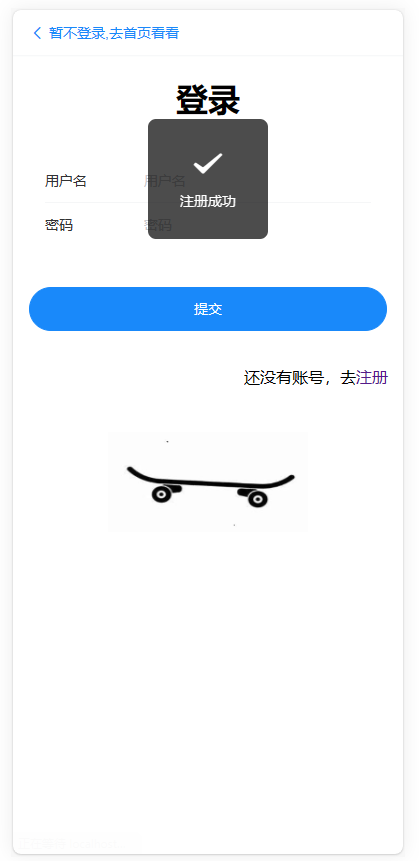 暂不登录,去首页看看
登录
注册成功
用户名 用户名
密码 密码
提交
还没有账号，去注册